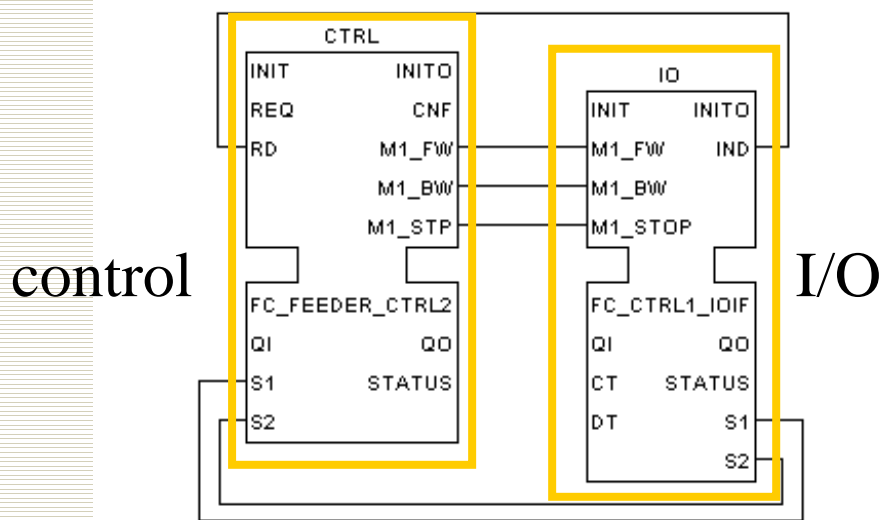 control
CTRL
INIT INITO
REQ CNF
RD M1_FW
M1_BW
M1_STP
FC_FEEDER_CTRL2
QI QO
S1 STATUS
S2
IO
INIT INITO
M1_FW IND
M1_BW
M1_STOP
FC_CTRL1_IOIF
QI QO
CT STATUS
DT S1
S2
I/O